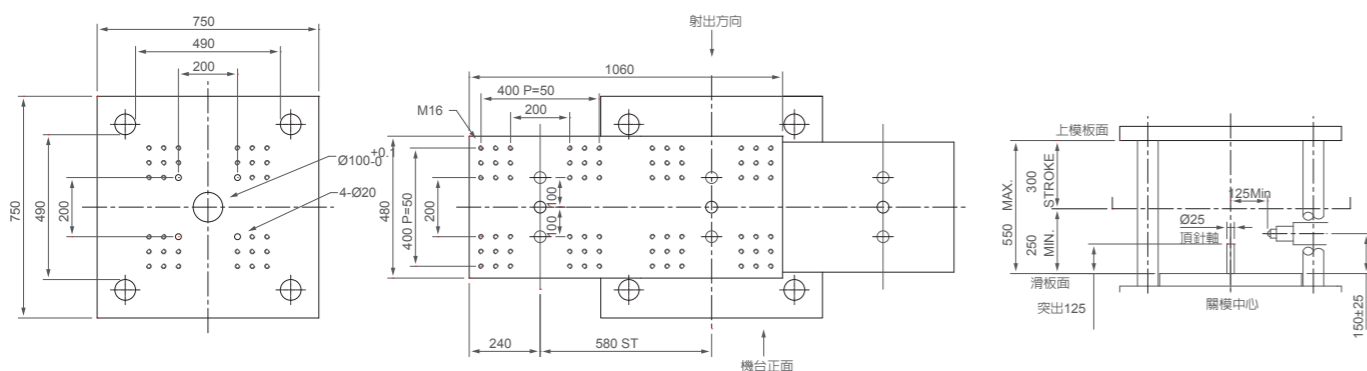 750
490
200
750
490
200
Ø100 +0.1 -0
4-Ø20
射出方向
1060
400 P=50
200
M16
480
400 P=50
200
100
100
240
580 ST
機台正面
上模板面
550 MAX.
300
STROKE
250
MIN.
125Min
Ø25
頂針軸
滑板面
突出125
關模中心
150±25